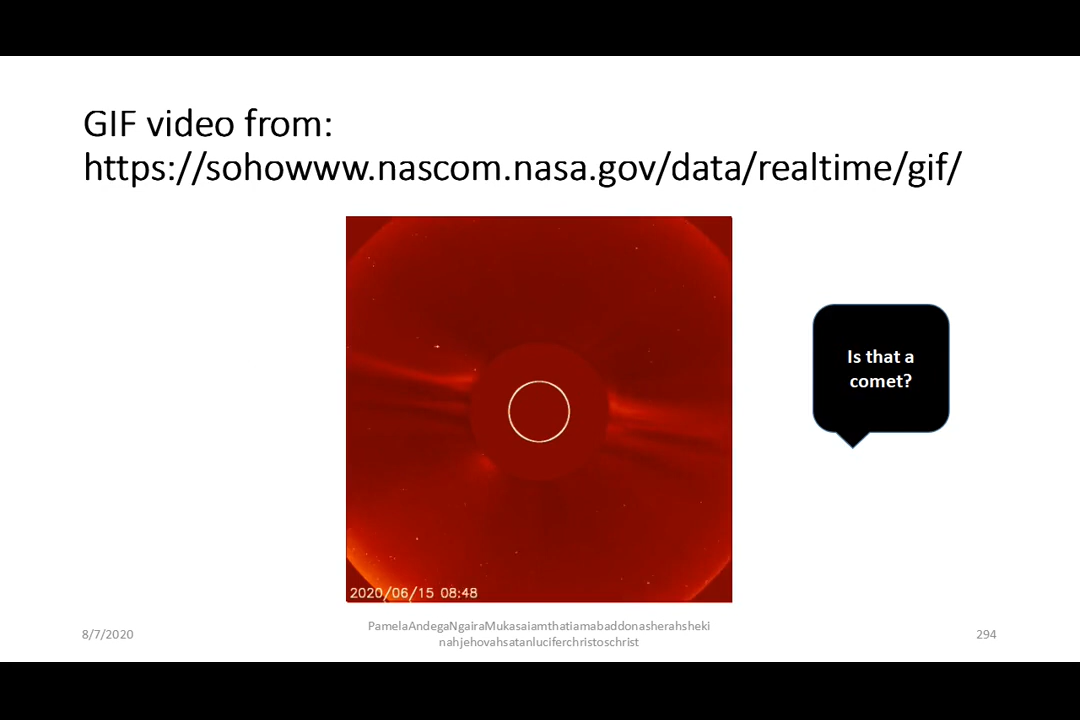 GIF video from:
https://sohowww.nascom.nasa.gov/data/realtime/gif/
Is that a
comet?
2020/06/15 08:48
8/7/2020
PamelaAndegaNgairaMukasaiamthatiamabaddonasherahsheki
nahjehovahsatanluciferchristoschrist
294